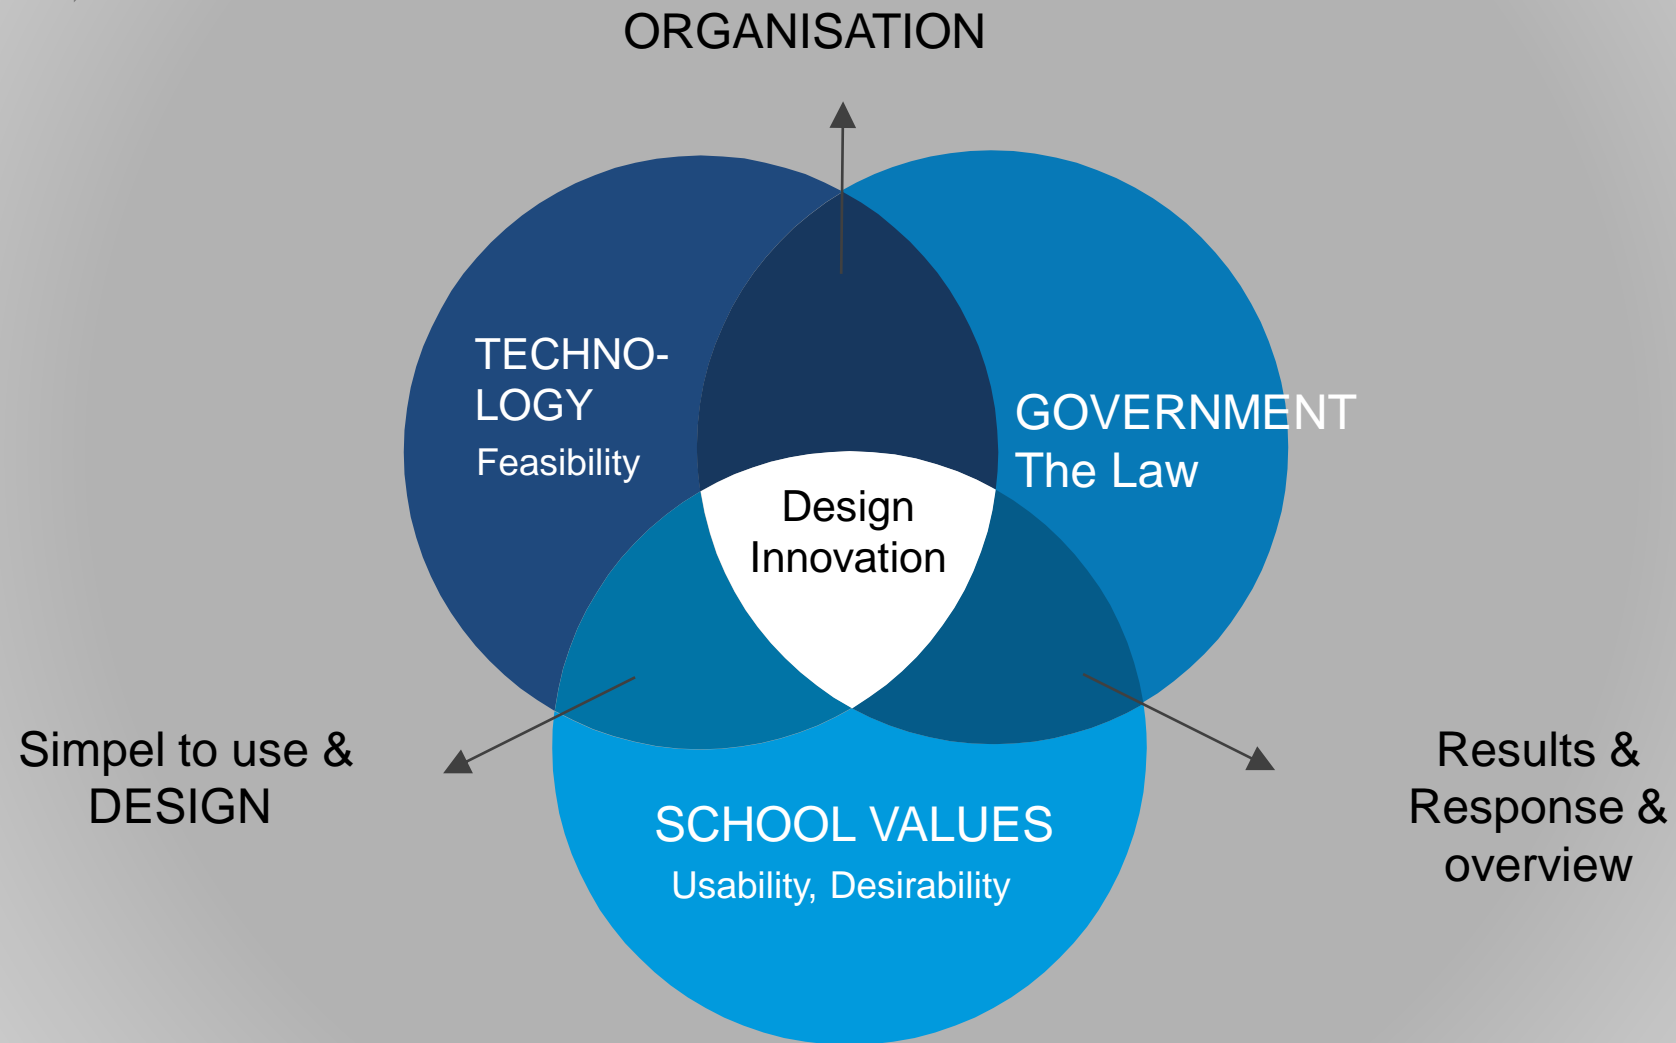 ORGANISATION
TECHNO-
LOGY
Feasibility
GOVERNMENT
The Law
Design
Innovation
Simpel to use &
DESIGN
Results &
Response &
overview
SCHOOL VALUES
Usability, Desirability